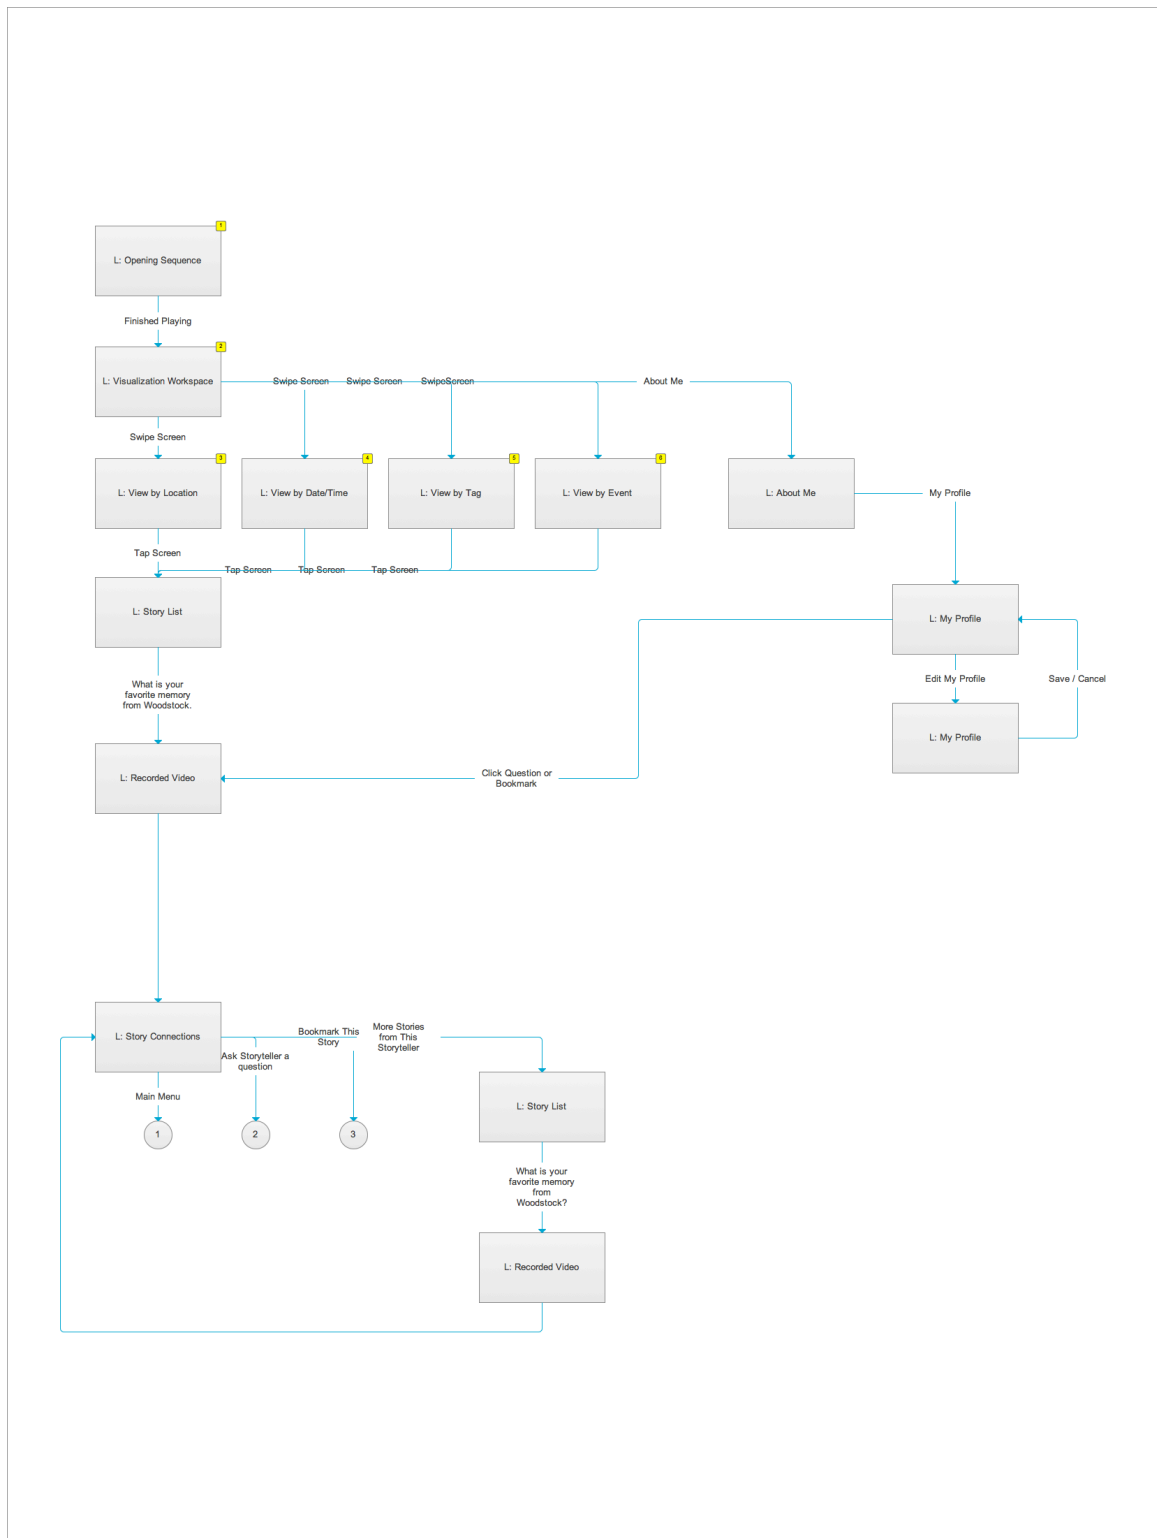 1
L: Opening Sequence
Finished Playing
2
L: Visualization Workspace
Swipe Screen
Swipe Screen
SwipeScreen
About Me
Swipe Screen
3
4
5
6
L: View by Location
L: View by Date/Time
L: View by Tag
L: View by Event
L: About Me
My Profile
Tap Screen
Tap Screen
Tap Screen
Tap Screen
L: Story List
L: My Profile
What is your
favorite memory
from Woodstock.
Edit My Profile
Save / Cancel
L: My Profile
L: Recorded Video
Click Question or
Bookmark
L: Story Connections
Bookmark This
Story
More Stories
from This
Storyteller
Ask Storyteller a
question
Main Menu
L: Story List
1
2
3
What is your
favorite memory
from
Woodstock?
L: Recorded Video